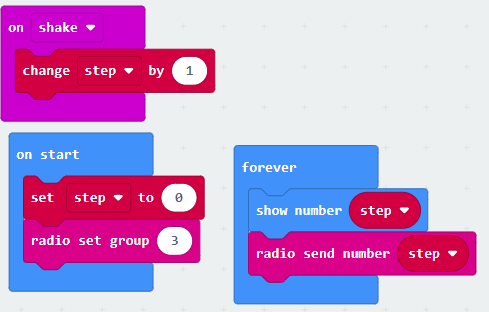 on shake
change step by 1
on start
set step to 0
radio set group 3
forever
show number step
radio send number step